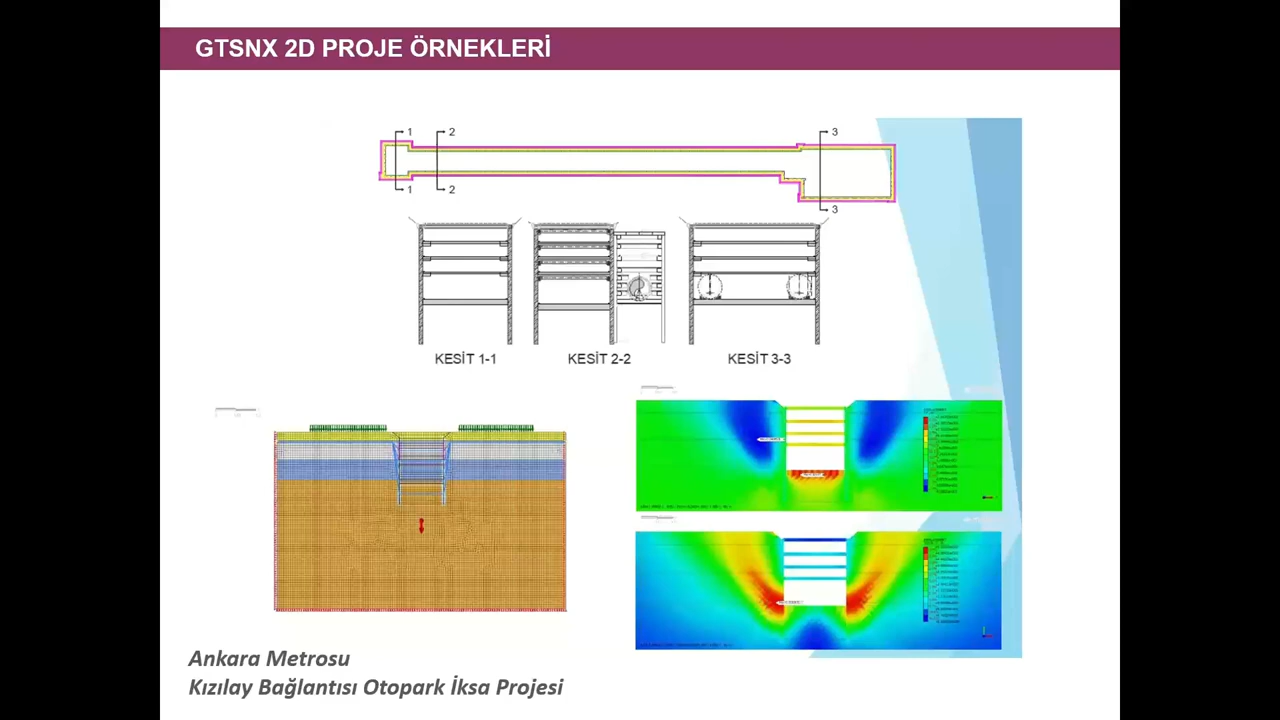 GTSNX 2D PROJE ÖRNEKLERİ
1 2 3
1 2
3
KESİT 1-1 KESİT 2-2 KESİT 3-3
Ankara Metrosu
Kızılay Bağlantısı Otopark İksa Projesi